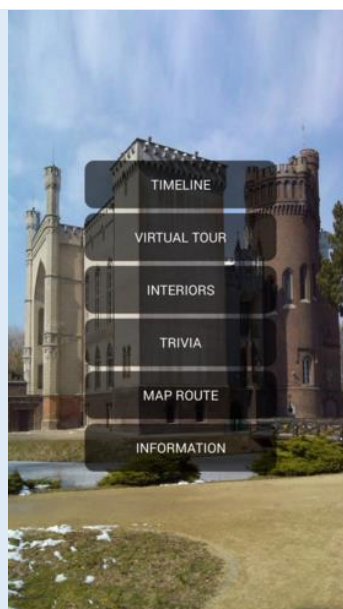 TIMELINE
VIRTUAL TOUR
INTERIORS
TRIVIA
MAP ROUTE
INFORMATION